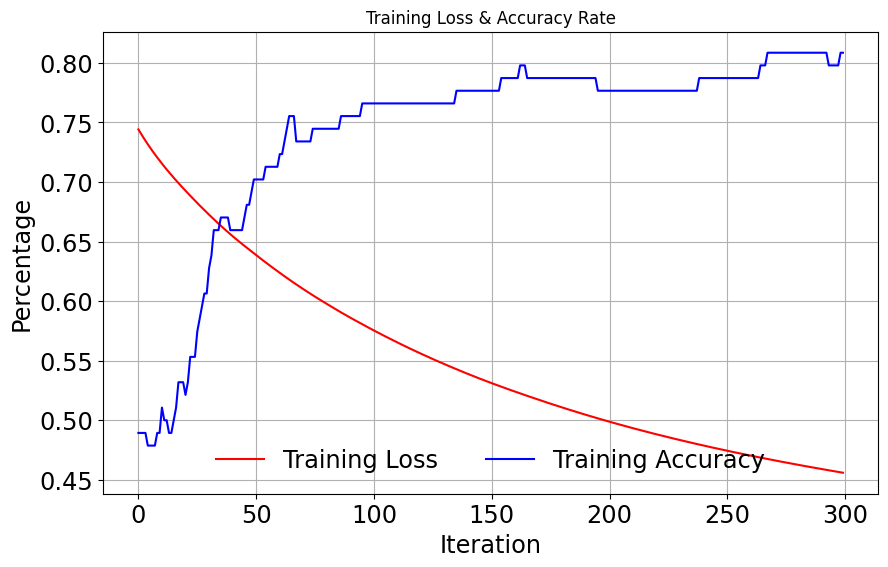 Training Loss & Accuracy Rate
Percentage
0.80
0.75
0.70
0.65
0.60
0.55
0.50
0.45
Training Loss
Training Accuracy
0 50 100 150 200 250 300
Iteration